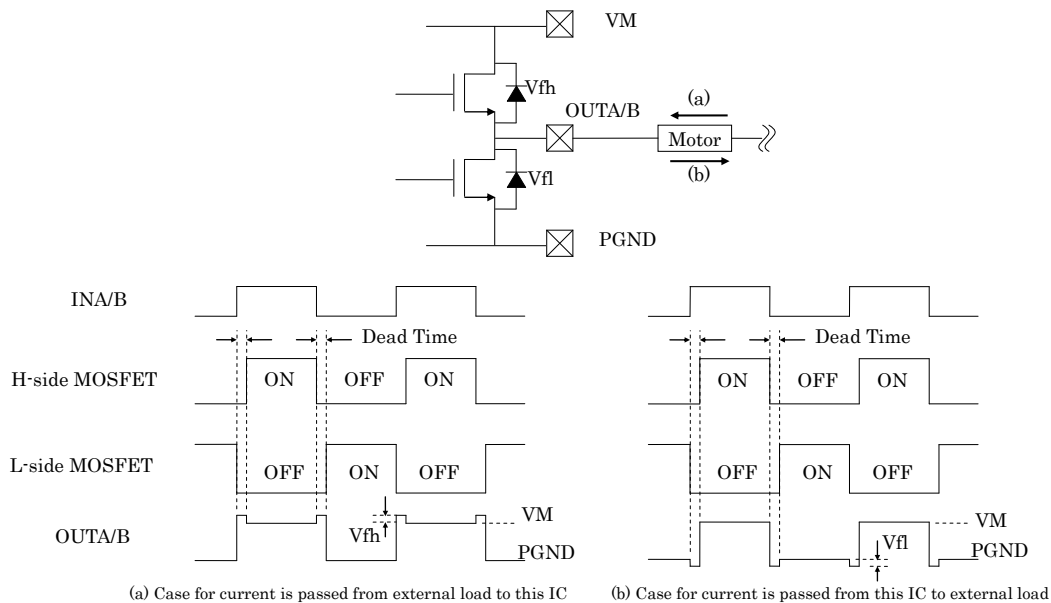 VM
Vfh
OUTA/B
(a)
Motor
(b)
Vfl
PGND
INA/B
Dead Time
Dead Time
H-side MOSFET
ON
OFF
ON
ON
OFF
ON
L-side MOSFET
OFF
ON
OFF
OFF
ON
OFF
OUTA/B
Vfh
VM
PGND
Vfl
VM
PGND
(a) Case for current is passed from external load to this IC
(b) Case for current is passed from this IC to external load